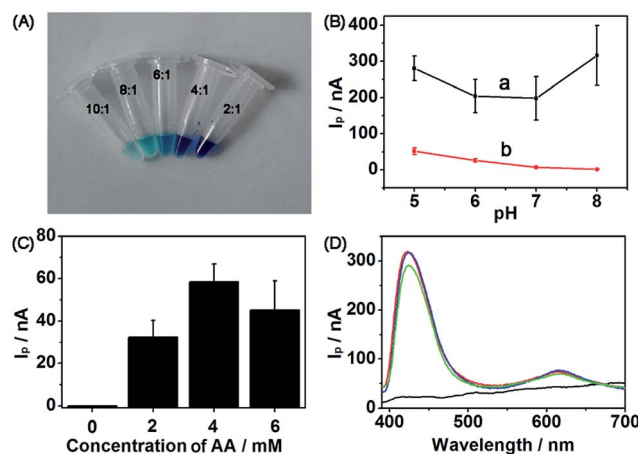 (A)
10:1
8:1
6:1
4:1
2:1
(B)
Ip / nA
400
300
200
100
0
a
b
5 6 7 8
pH
(C)
Ip / nA
80
60
40
20
0
0 2 4 6
Concentration of AA / mM
(D)
Ip / nA
300
200
100
50
0
400 500 600 700
Wavelength / nm